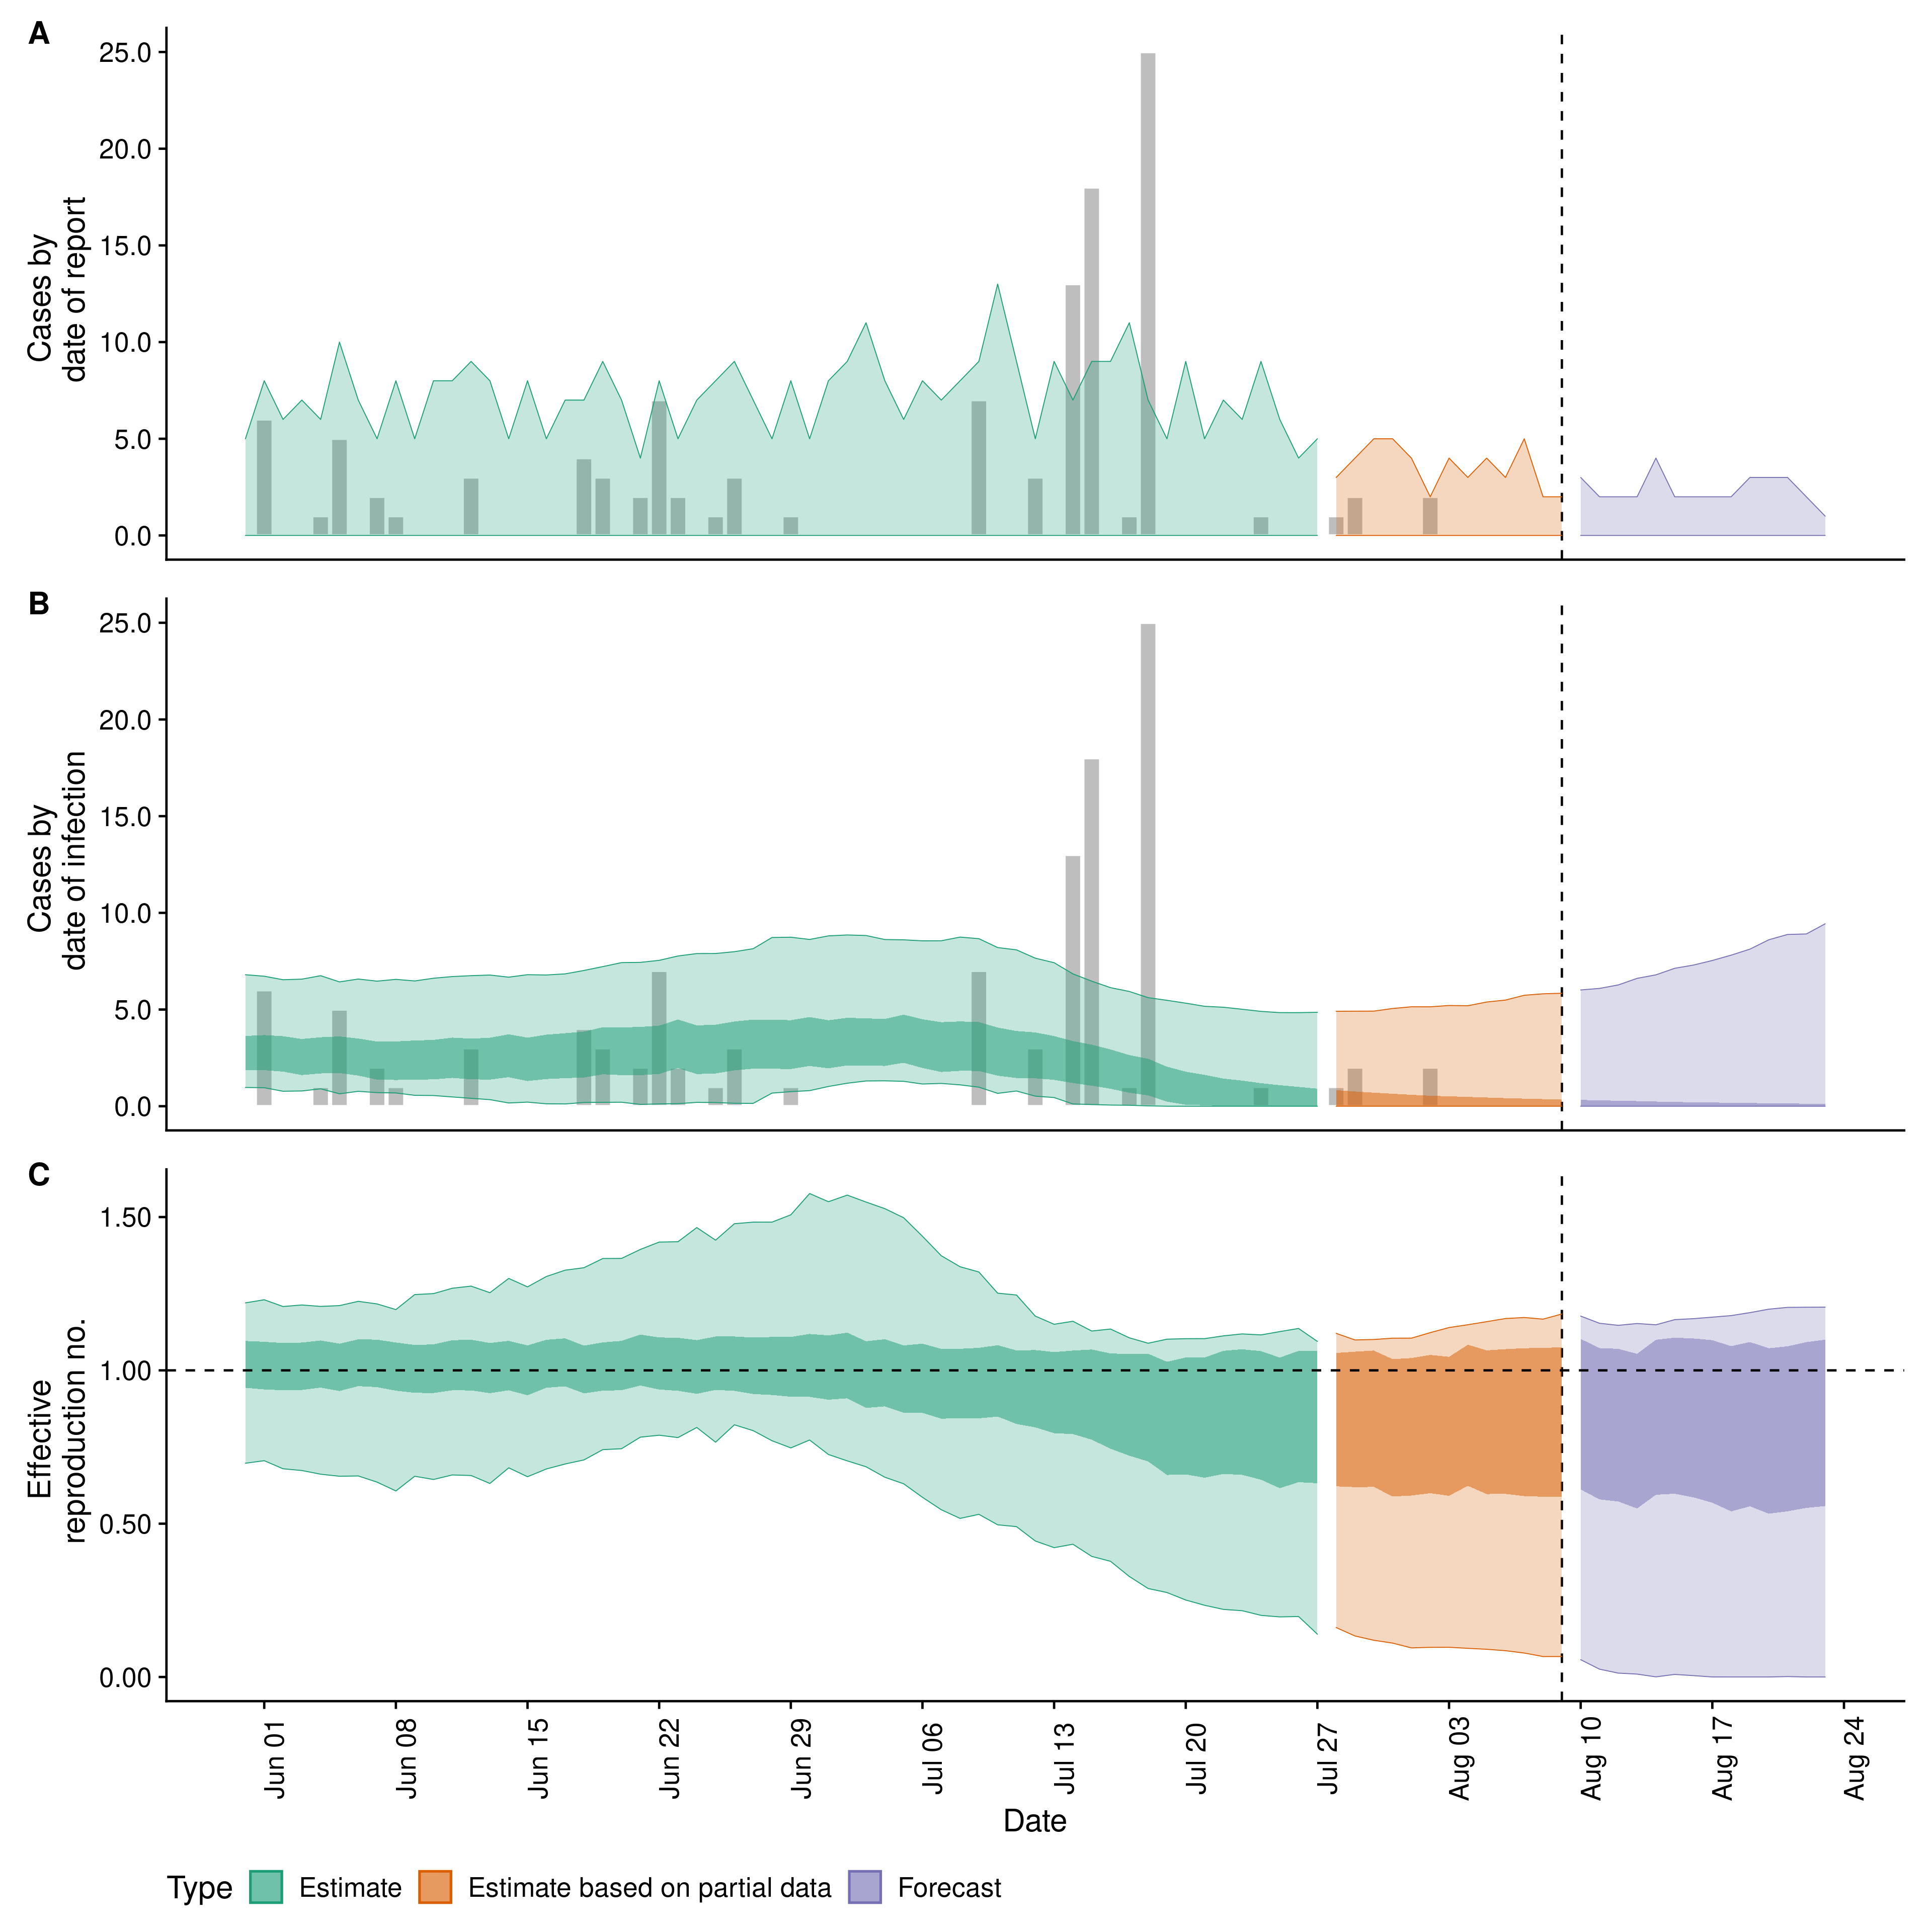 A
25.0
20.0
15.0
10.0
5.0
0.0
Cases by
date of report
B
25.0
20.0
15.0
10.0
5.0
0.0
Cases by
date of infection
C
1.50
1.00
0.50
0.00
Effective
reproduction no.
Jun 01
Jun 08
Jun 15
Jun 22
Jun 29
Jul 06
Jul 13
Jul 20
Jul 27
Aug 03
Aug 10
Aug 17
Aug 24
Date
Type Estimate Estimate based on partial data Forecast